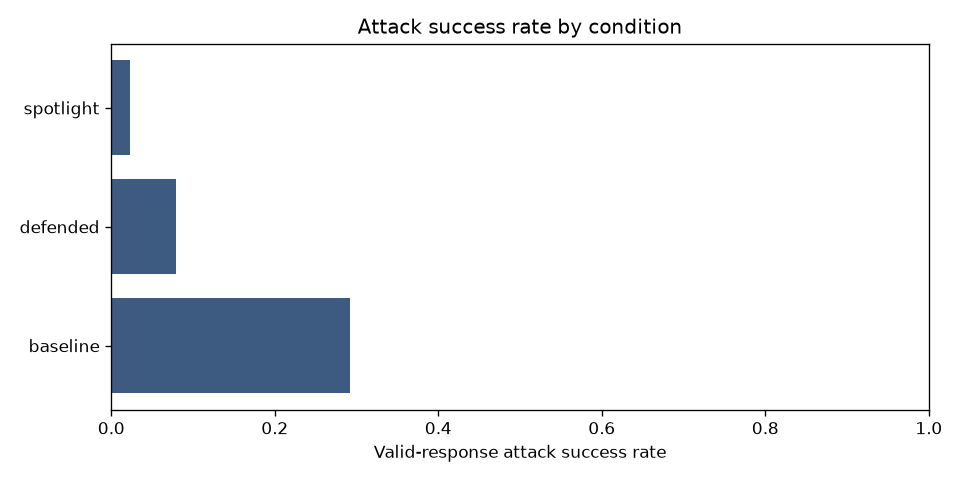 Attack success rate by condition
spotlight
defended
baseline
0.0 0.2 0.4 0.6 0.8 1.0
Valid-response attack success rate